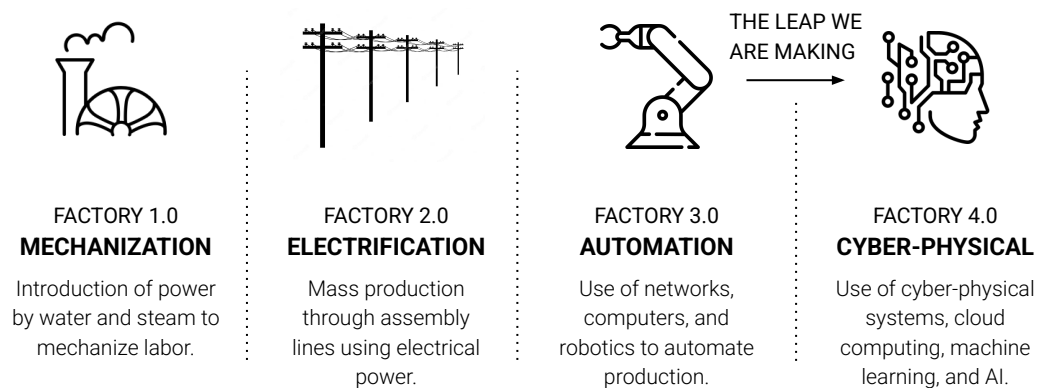 THE LEAP WE
ARE MAKING
FACTORY 1.0
MECHANIZATION
Introduction of power
by water and steam to
mechanize labor.
FACTORY 2.0
ELECTRIFICATION
Mass production
through assembly
lines using electrical
power.
FACTORY 3.0
AUTOMATION
Use of networks,
computers, and
robotics to automate
production.
FACTORY 4.0
CYBER-PHYSICAL
Use of cyber-physical
systems, cloud
computing, machine
learning, and AI.